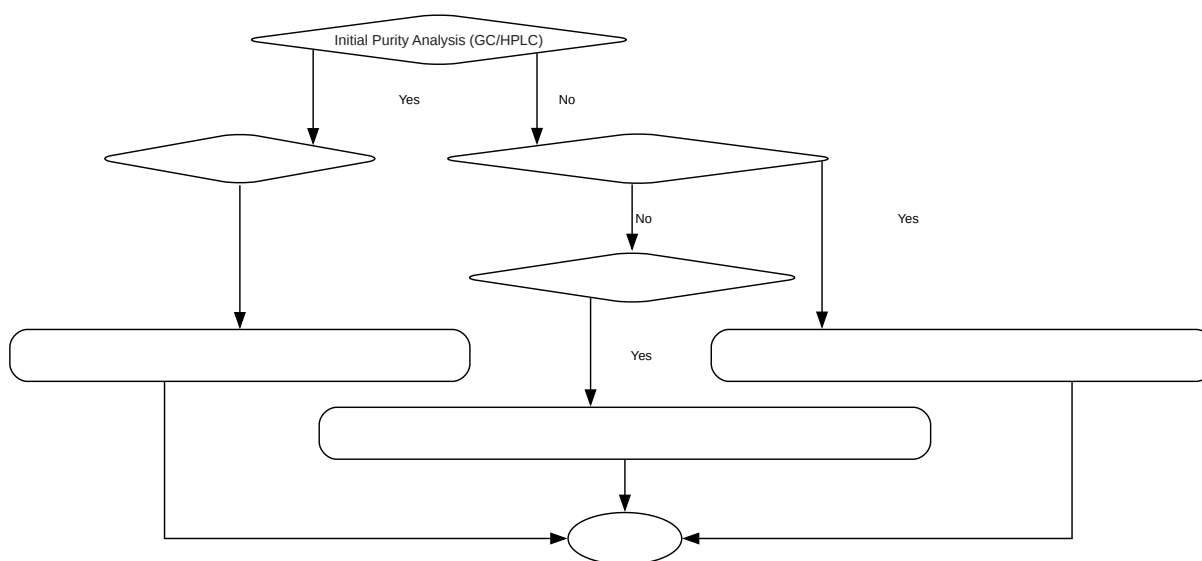 Initial Purity Analysis (GC/HPLC)
Yes
No
No
Yes
Yes